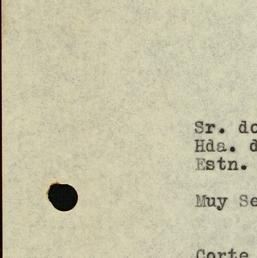 Sr. do
Hda. d
Estn.
Muy Se
Corte